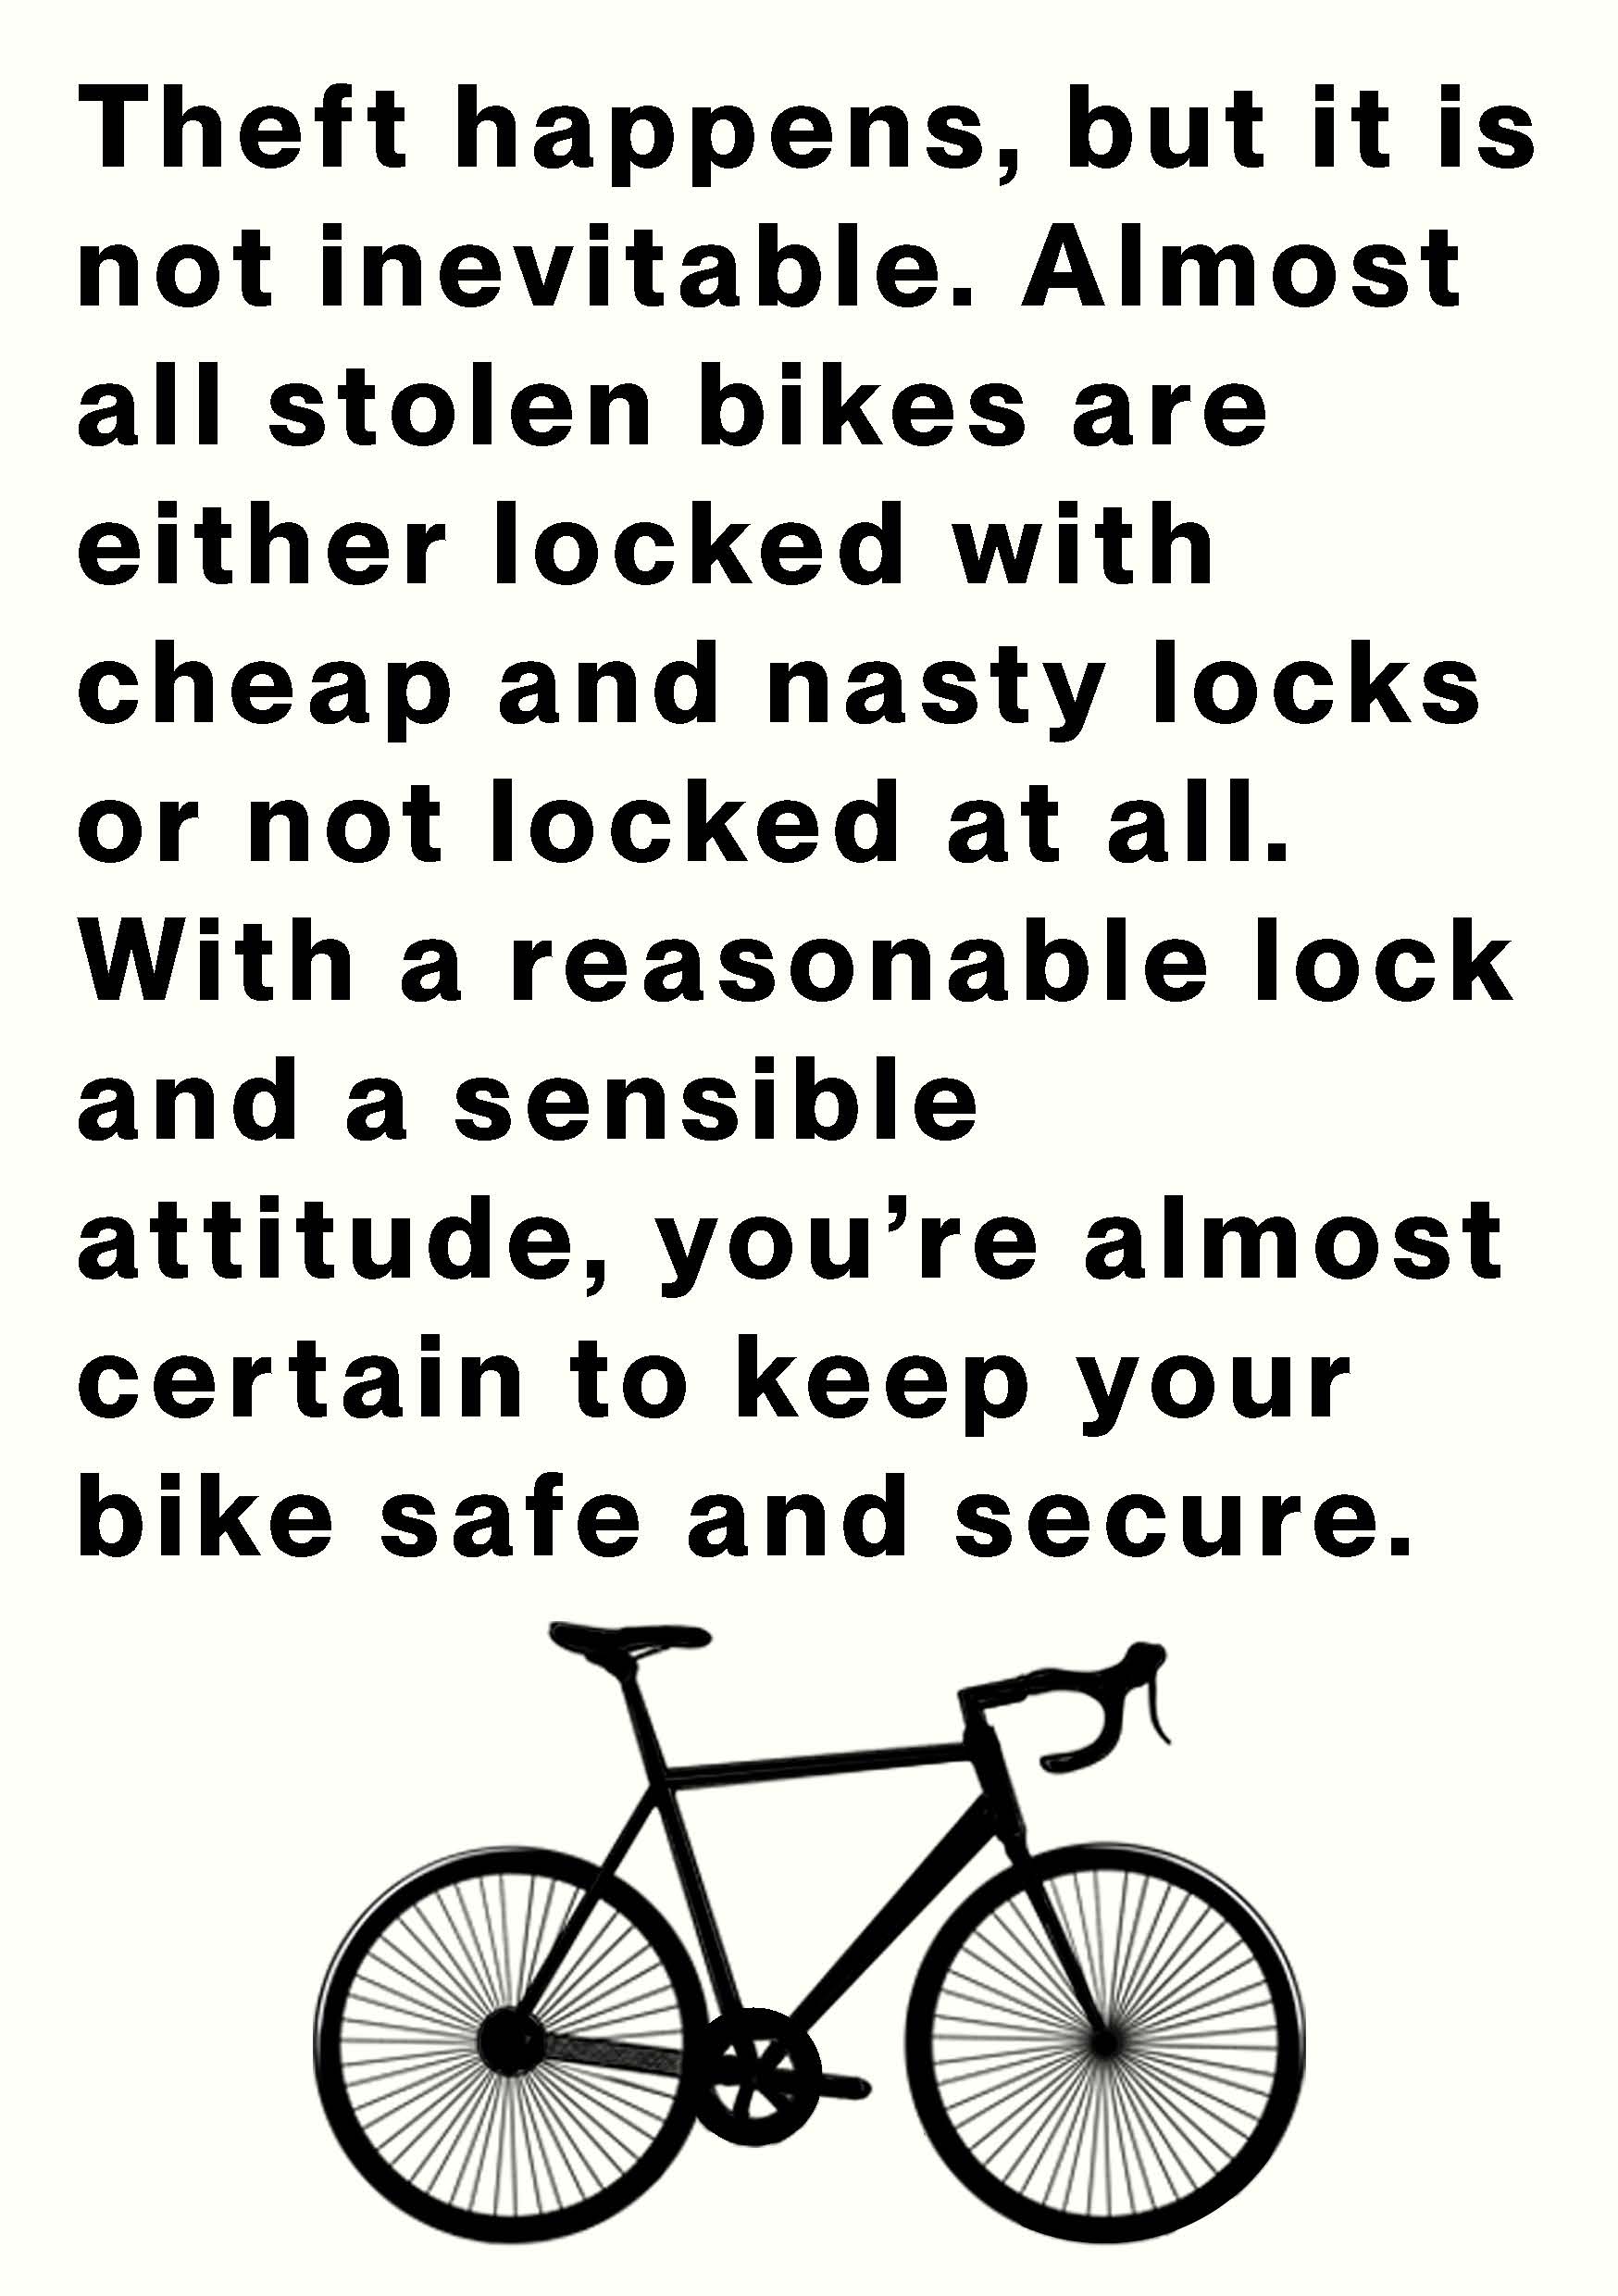 Theft happens, but it is
not inevitable. Almost
all stolen bikes are
either locked with
cheap and nasty locks
or not locked at all.
With a reasonable lock
and a sensible
attitude, you’re almost
certain to keep your
bike safe and secure.